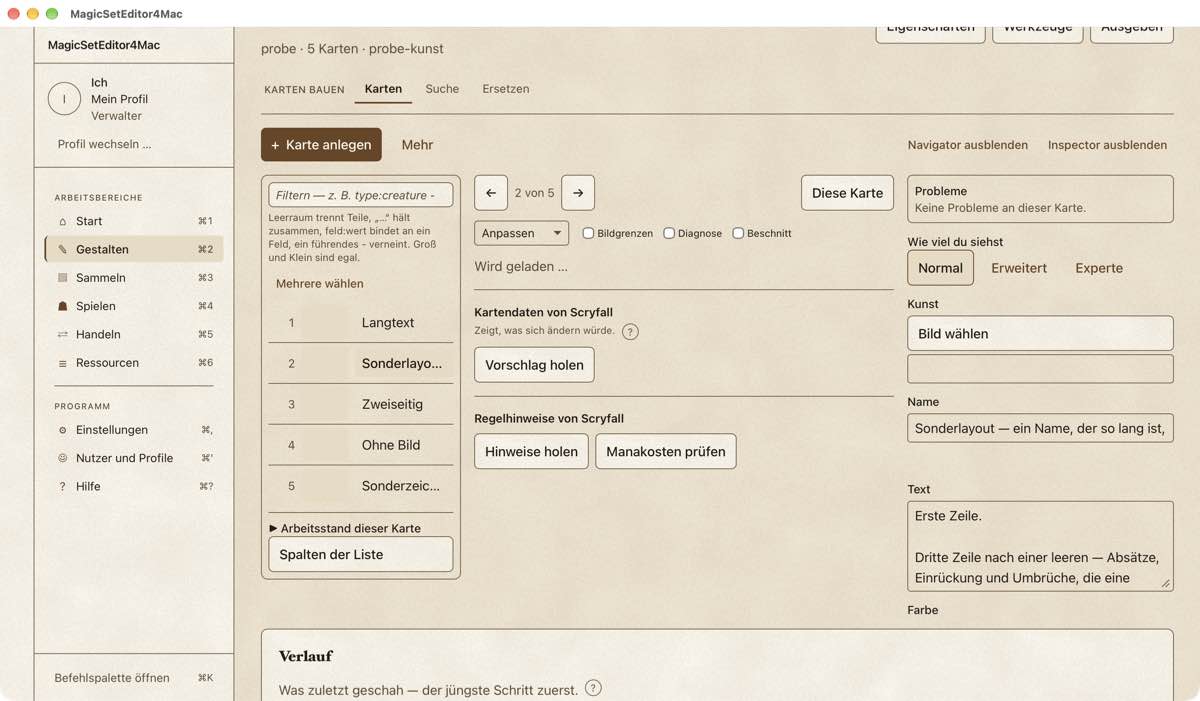 MagicSetEditor4Mac
MagicSetEditor4Mac
I
Ich
Mein Profil
Verwalter
Profil wechseln ...
ARBEITSBEREICHE
Start ⌘1
Gestalten ⌘2
Sammeln ⌘3
Spielen ⌘4
Handeln ⌘5
Ressourcen ⌘6
PROGRAMM
Einstellungen ⌘,
Nutzer und Profile ⌘'
? Hilfe ⌘?
Befehlspalette öffnen ⌘K
Eigenschaften Werkzeuge Ausgeben
probe · 5 Karten · probe-kunst
KARTEN BAUEN Karten Suche Ersetzen
+ Karte anlegen Mehr Navigator ausblenden Inspector ausblenden
Filtern — z. B. type:creature -
Leerraum trennt Teile, „…“ hält
zusammen, feld:wert bindet an ein
Feld, ein führendes - verneint. Groß
und Klein sind egal.
Mehrere wählen
1 Langtext
2 Sonderlayo...
3 Zweiseitig
4 Ohne Bild
5 Sonderzeic...
▶ Arbeitsstand dieser Karte
Spalten der Liste
← 2 von 5 → Diese Karte
Anpassen Bildgrenzen Diagnose Beschnitt
Wird geladen ...
Kartendaten von Scryfall
Zeigt, was sich ändern würde. ?
Vorschlag holen
Regelhinweise von Scryfall
Hinweise holen Manakosten prüfen
Probleme
Keine Probleme an dieser Karte.
Wie viel du siehst
Normal Erweitert Experte
Kunst
Bild wählen
Name
Sonderlayout — ein Name, der so lang ist,
Text
Erste Zeile.
Dritte Zeile nach einer leeren — Absätze,
Einrückung und Umbrüche, die eine
Farbe
Verlauf
Was zuletzt geschah — der jüngste Schritt zuerst. ?